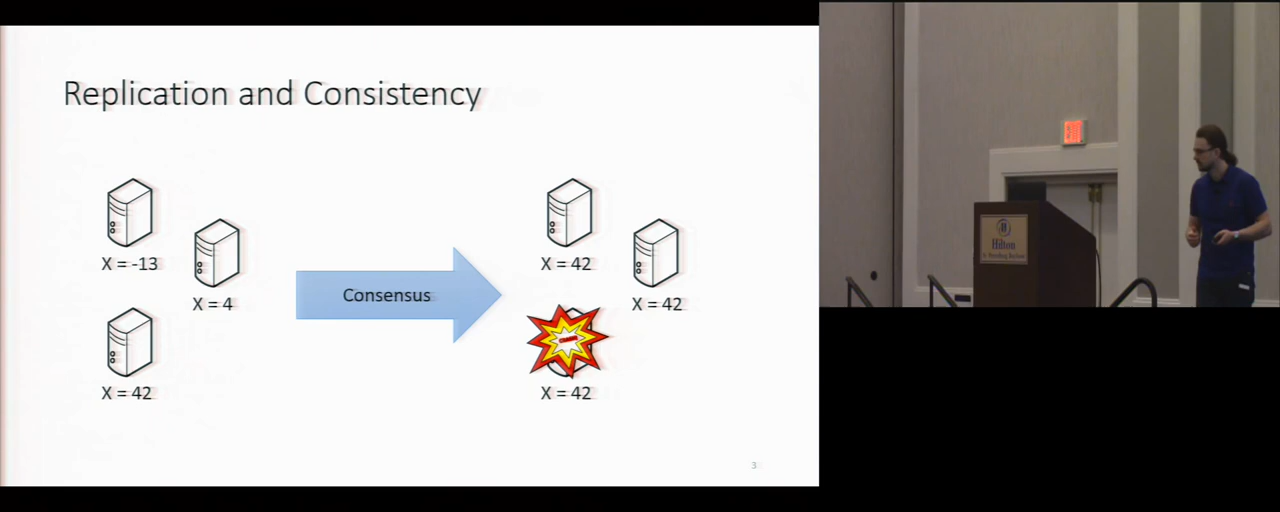 Replication and Consistency
X = -13
X = 4
X = 42
Consensus
X = 42
X = 42
X = 42
3
Hilton